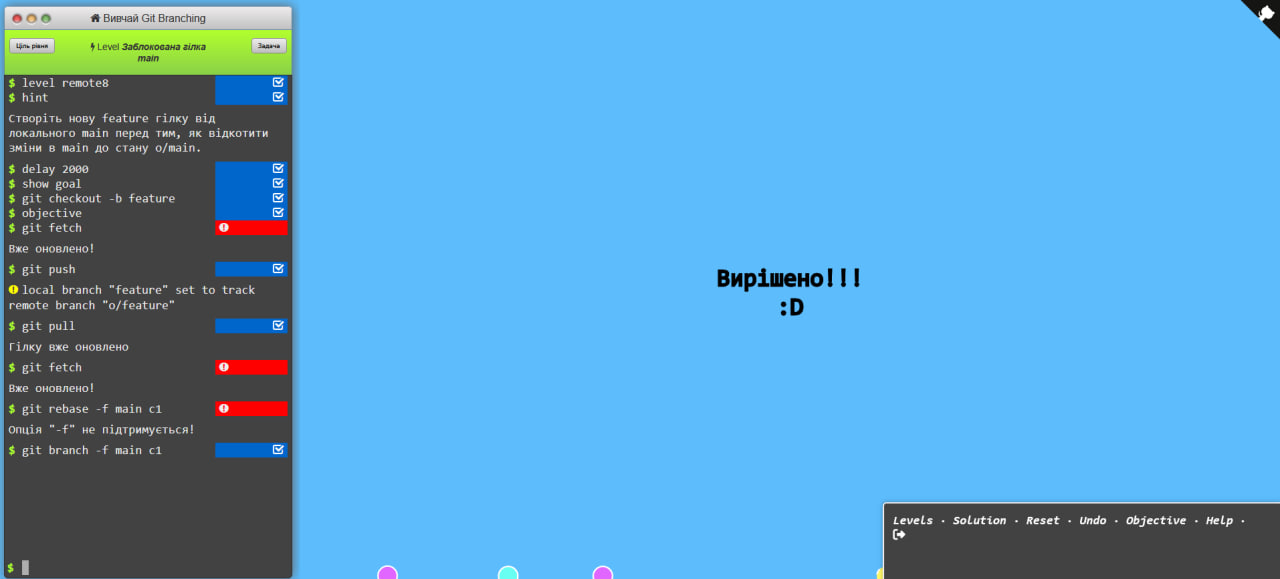 Вивчай Git Branching
Ціль рівня
Level Заблокована гілка
main
Задача
$ level remote8
$ hint
Створіть нову feature гілку від
локального main перед тим, як відкотити
зміни в main до стану o/main.
$ delay 2000
$ show goal
$ git checkout -b feature
$ objective
$ git fetch
Вже оновлено!
$ git push
local branch "feature" set to track
remote branch "o/feature"
$ git pull
Гілку вже оновлено
$ git fetch
Вже оновлено!
$ git rebase -f main c1
Опція "-f" не підтримується!
$ git branch -f main c1
$
Вирішено!!!
:D
Levels · Solution · Reset · Undo · Objective · Help ·